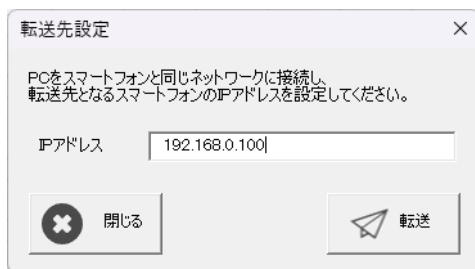 転送先設定
PCをスマートフォンと同じネットワークに接続し、
転送先となるスマートフォンのIPアドレスを設定してください。
IPアドレス
192.168.0.100
閉じる
転送